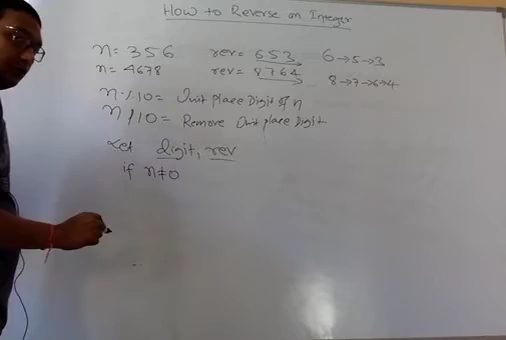 How to Reverse an Integer
n = 356 rev = 653 6→5→3
n = 4678 rev = 8764 8→7→6→4
n % 10 = Unit Place Digit of n
n / 10 = Remove Unit place Digit
Let digit, rev
if n≠0